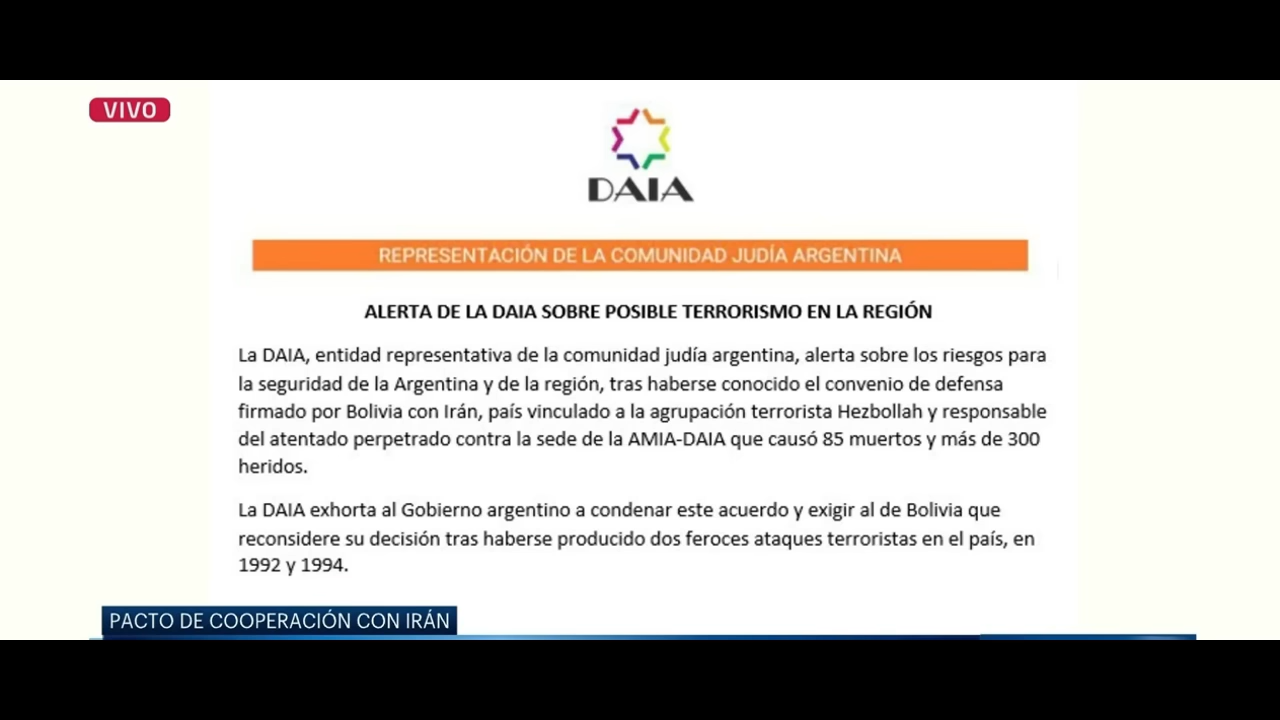 VIVO
DAIA
REPRESENTACIÓN DE LA COMUNIDAD JUDÍA ARGENTINA
ALERTA DE LA DAIA SOBRE POSIBLE TERRORISMO EN LA REGIÓN
La DAIA, entidad representativa de la comunidad judía argentina, alerta sobre los riesgos para
la seguridad de la Argentina y de la región, tras haberse conocido el convenio de defensa
firmado por Bolivia con Irán, país vinculado a la agrupación terrorista Hezbollah y responsable
del atentado perpetrado contra la sede de la AMIA-DAIA que causó 85 muertos y más de 300
heridos.
La DAIA exhorta al Gobierno argentino a condenar este acuerdo y exigir al de Bolivia que
reconsidere su decisión tras haberse producido dos feroces ataques terroristas en el país, en
1992 y 1994.
PACTO DE COOPERACIÓN CON IRÁN